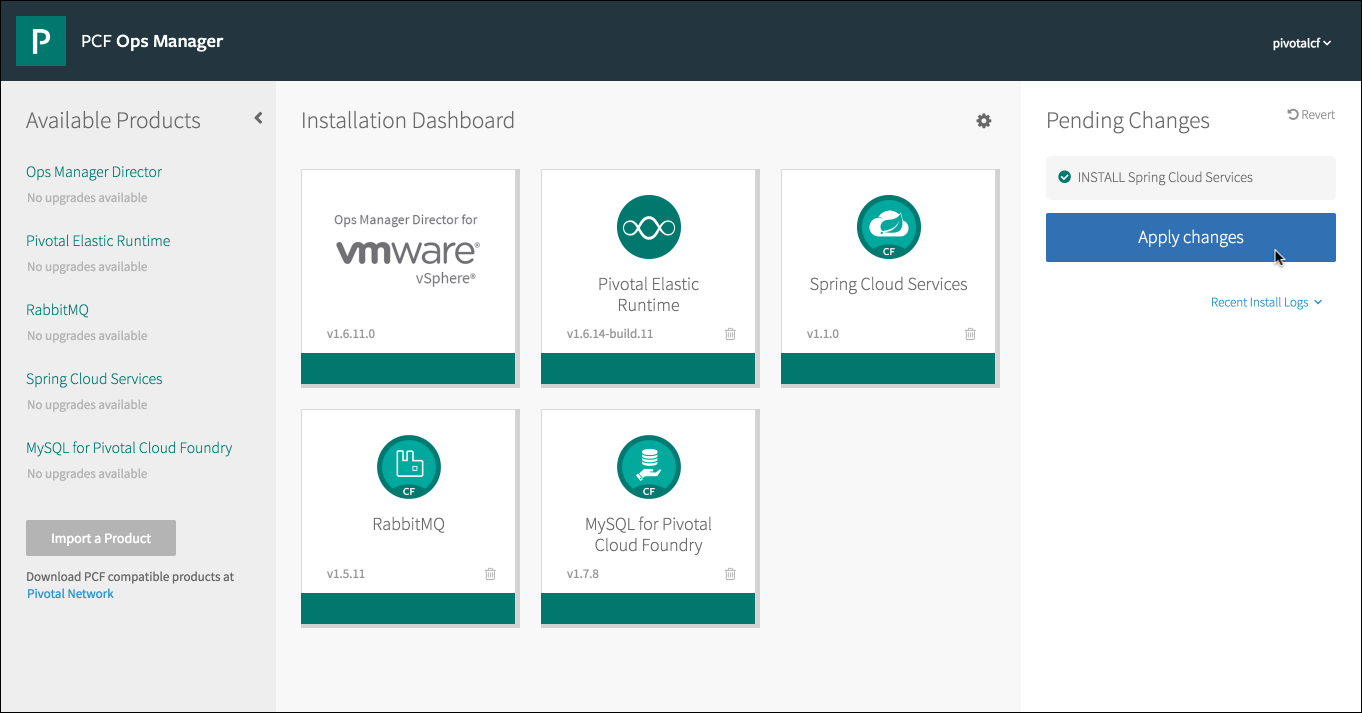 P
PCF Ops Manager
pivotalcf
Available Products
Ops Manager Director
No upgrades available
Pivotal Elastic Runtime
No upgrades available
RabbitMQ
No upgrades available
Spring Cloud Services
No upgrades available
MySQL for Pivotal Cloud Foundry
No upgrades available
Import a Product
Download PCF compatible products at
Pivotal Network
Installation Dashboard
Ops Manager Director for
vmware®
vSphere®
v1.6.11.0
Pivotal Elastic
Runtime
v1.6.14-build.11
CF
Spring Cloud Services
v1.1.0
CF
RabbitMQ
v1.5.11
CF
MySQL for Pivotal
Cloud Foundry
v1.7.8
Pending Changes
Revert
INSTALL Spring Cloud Services
Apply changes
Recent Install Logs